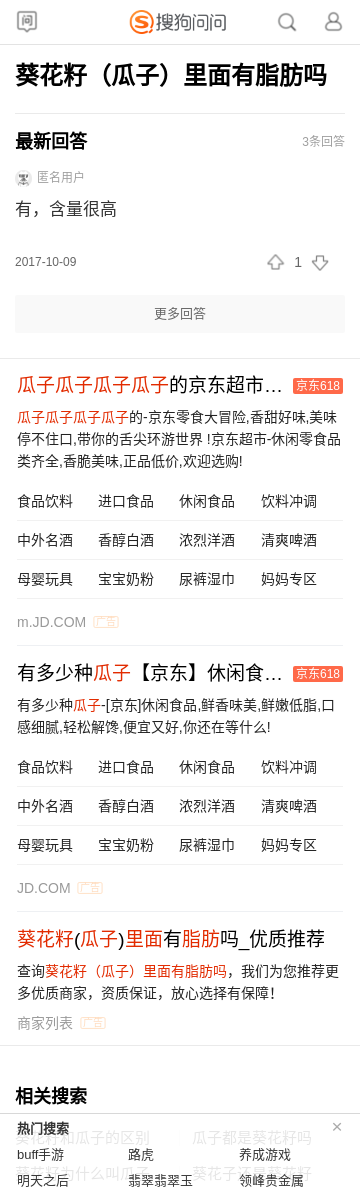 问
搜狗问问
葵花籽（瓜子）里面有脂肪吗
最新回答 3条回答
匿名用户
有，含量很高
2017-10-09 1
更多回答
瓜子瓜子瓜子瓜子的京东超市… 京东618
瓜子瓜子瓜子瓜子的-京东零食大冒险,香甜好味,美味
停不住口,带你的舌尖环游世界 !京东超市-休闲零食品
类齐全,香脆美味,正品低价,欢迎选购!
食品饮料 进口食品 休闲食品 饮料冲调
中外名酒 香醇白酒 浓烈洋酒 清爽啤酒
母婴玩具 宝宝奶粉 尿裤湿巾 妈妈专区
m.JD.COM 广告
有多少种瓜子【京东】休闲食… 京东618
有多少种瓜子-[京东]休闲食品,鲜香味美,鲜嫩低脂,口
感细腻,轻松解馋,便宜又好,你还在等什么!
食品饮料 进口食品 休闲食品 饮料冲调
中外名酒 香醇白酒 浓烈洋酒 清爽啤酒
母婴玩具 宝宝奶粉 尿裤湿巾 妈妈专区
JD.COM 广告
葵花籽(瓜子)里面有脂肪吗_优质推荐
查询葵花籽（瓜子）里面有脂肪吗，我们为您推荐更
多优质商家，资质保证，放心选择有保障！
商家列表 广告
相关搜索
热门搜索 ×
葵花籽和瓜子的区别 瓜子都是葵花籽吗
buff手游 路虎 养成游戏
葵花籽为什么叫瓜子 葵花子还是葵花籽
明天之后 翡翠翡翠玉 领峰贵金属